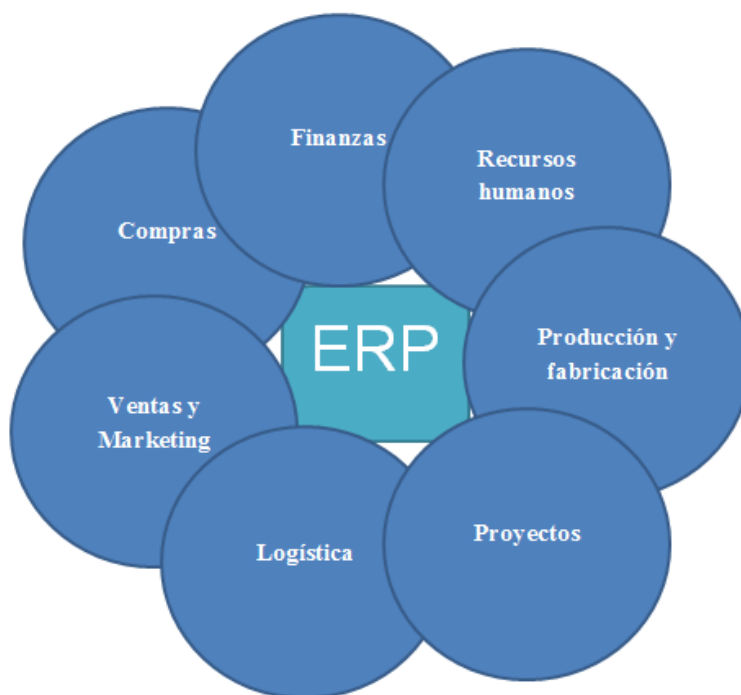 Finanzas
Recursos
humanos
Compras
Producción y
fabricación
ERP
Ventas y
Marketing
Proyectos
Logística